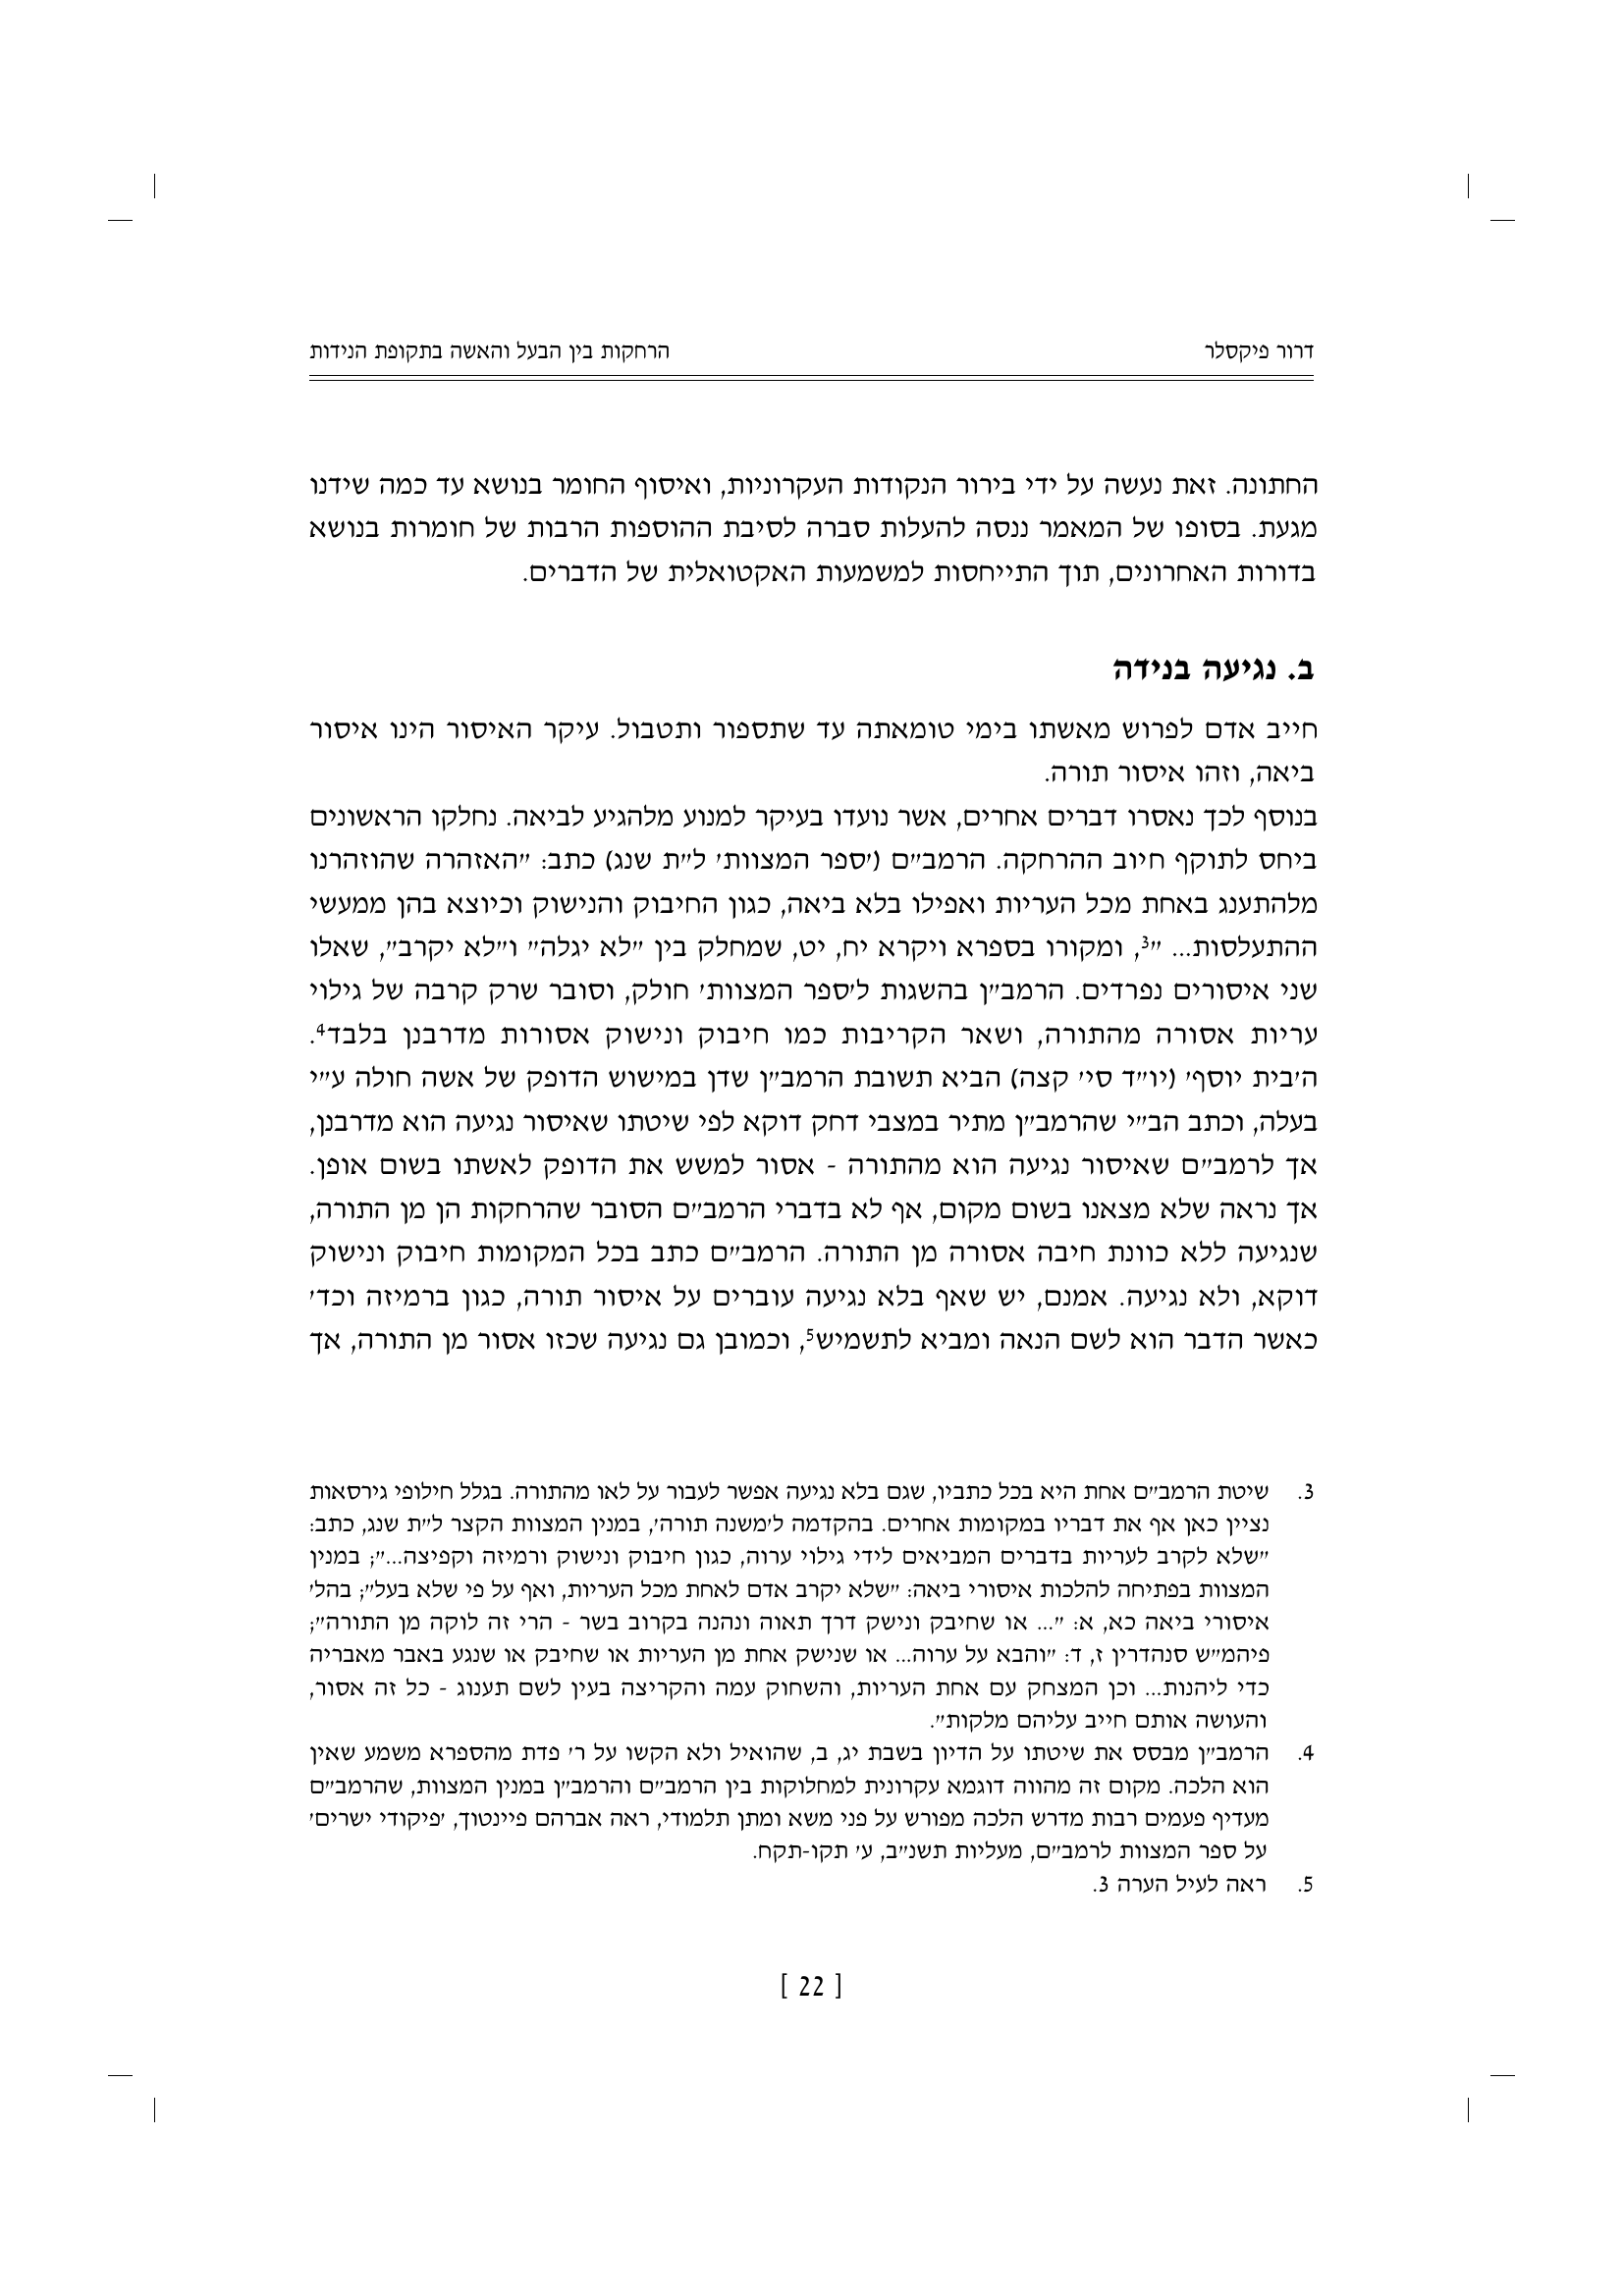 דרור פיקסלר
הרחקות בין הבעל והאשה בתקופת הנידות
החתונה. זאת נעשה על ידי בירור הנקודות העקרוניות, ואיסוף החומר בנושא עד כמה שידנו
מגעת. בסופו של המאמר ננסה להעלות סברה לסיבת ההוספות הרבות של חומרות בנושא
בדורות האחרונים, תוך התייחסות למשמעות האקטואלית של הדברים.
ב. נגיעה בנידה
חייב אדם לפרוש מאשתו בימי טומאתה עד שתספור ותטבול. עיקר האיסור הינו איסור
ביאה, וזהו איסור תורה.
בנוסף לכך נאסרו דברים אחרים, אשר נועדו בעיקר למנוע מלהגיע לביאה. נחלקו הראשונים
ביחס לתוקף חיוב ההרחקה. הרמב״ם (׳ספר המצוות׳ ל״ת שנג) כתב: ״האזהרה שהוזהרנו
מלהתענג באחת מכל העריות ואפילו בלא ביאה, כגון החיבוק והנישוק וכיוצא בהן ממעשי
ההתעלסות... ״3, ומקורו בספרא ויקרא יח, יט, שמחלק בין ״לא יגלה״ ו״לא יקרב״, שאלו
שני איסורים נפרדים. הרמב״ן בהשגות ל׳ספר המצוות׳ חולק, וסובר שרק קרבה של גילוי
עריות אסורה מהתורה, ושאר הקריבות כמו חיבוק ונישוק אסורות מדרבנן בלבד4.
ה׳בית יוסף׳ (יו״ד סי׳ קצה) הביא תשובת הרמב״ן שדן במישוש הדופק של אשה חולה ע״י
בעלה, וכתב הב״י שהרמב״ן מתיר במצבי דחק דוקא לפי שיטתו שאיסור נגיעה הוא מדרבנן,
אך לרמב״ם שאיסור נגיעה הוא מהתורה - אסור למשש את הדופק לאשתו בשום אופן.
אך נראה שלא מצאנו בשום מקום, אף לא בדברי הרמב״ם הסובר שהרחקות הן מן התורה,
שנגיעה ללא כוונת חיבה אסורה מן התורה. הרמב״ם כתב בכל המקומות חיבוק ונישוק
דוקא, ולא נגיעה. אמנם, יש שאף בלא נגיעה עוברים על איסור תורה, כגון ברמיזה וכד׳
כאשר הדבר הוא לשם הנאה ומביא לתשמיש5, וכמובן גם נגיעה שכזו אסור מן התורה, אך
3. שיטת הרמב״ם אחת היא בכל כתביו, שגם בלא נגיעה אפשר לעבור על לאו מהתורה. בגלל חילופי גירסאות
נציין כאן אף את דבריו במקומות אחרים. בהקדמה ל׳משנה תורה׳, במנין המצוות הקצר ל״ת שנג, כתב:
״שלא לקרב לעריות בדברים המביאים לידי גילוי ערוה, כגון חיבוק ונישוק ורמיזה וקפיצה...״; במנין
המצוות בפתיחה להלכות איסורי ביאה: ״שלא יקרב אדם לאחת מכל העריות, ואף על פי שלא בעל״; בהל׳
איסורי ביאה כא, א: ״... או שחיבק ונישק דרך תאוה ונהנה בקרוב בשר - הרי זה לוקה מן התורה״;
פיהמ״ש סנהדרין ז, ד: ״והבא על ערוה... או שנישק אחת מן העריות או שחיבק או שנגע באבר מאבריה
כדי ליהנות... וכן המצחק עם אחת העריות, והשחוק עמה והקריצה בעין לשם תענוג - כל זה אסור,
והעושה אותם חייב עליהם מלקות״.
4. הרמב״ן מבסס את שיטתו על הדיון בשבת יג, ב, שהואיל ולא הקשו על ר׳ פדת מהספרא משמע שאין
הוא הלכה. מקום זה מהווה דוגמא עקרונית למחלוקות בין הרמב״ם והרמב״ן במנין המצוות, שהרמב״ם
מעדיף פעמים רבות מדרש הלכה מפורש על פני משא ומתן תלמודי, ראה אברהם פיינטוך, ׳פיקודי ישרים׳
על ספר המצוות לרמב״ם, מעליות תשנ״ב, ע׳ תקו-תקח.
5. ראה לעיל הערה 3.
[ 22 ]